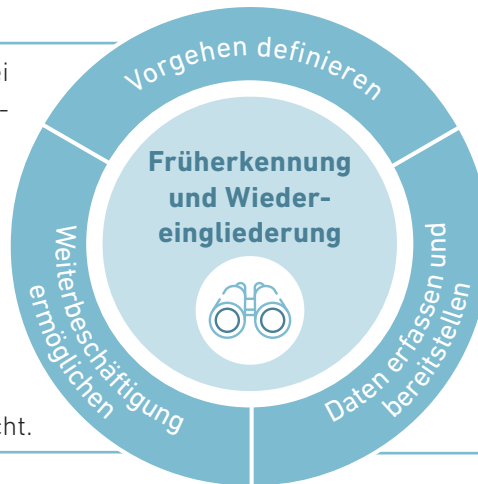 Vorgehen definieren
Früherkennung
und Wieder-
eingliederung
Daten erfassen und
bereitstellen
Weiterbeschäftigung
ermöglichen